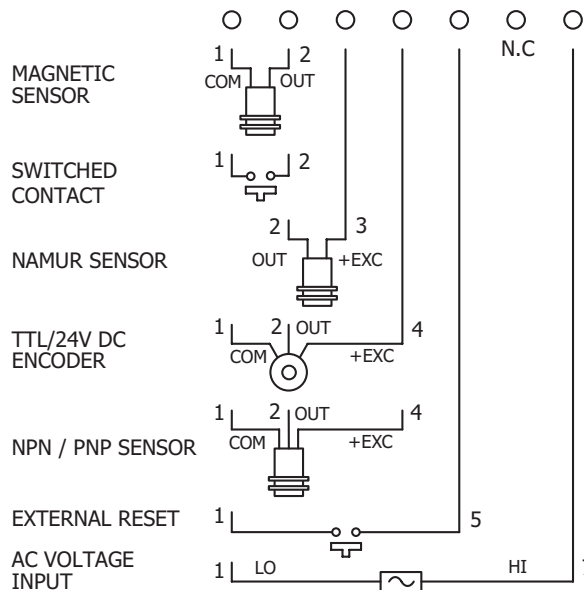 N.C
1 2
MAGNETIC
SENSOR
COM OUT
SWITCHED
CONTACT
1 2
2 3
NAMUR SENSOR
OUT +EXC
TTL/24V DC
ENCODER
1 2 OUT 4
COM +EXC
1 2 OUT 4
NPN / PNP SENSOR
COM +EXC
EXTERNAL RESET
1 5
AC VOLTAGE
INPUT
1 LO HI